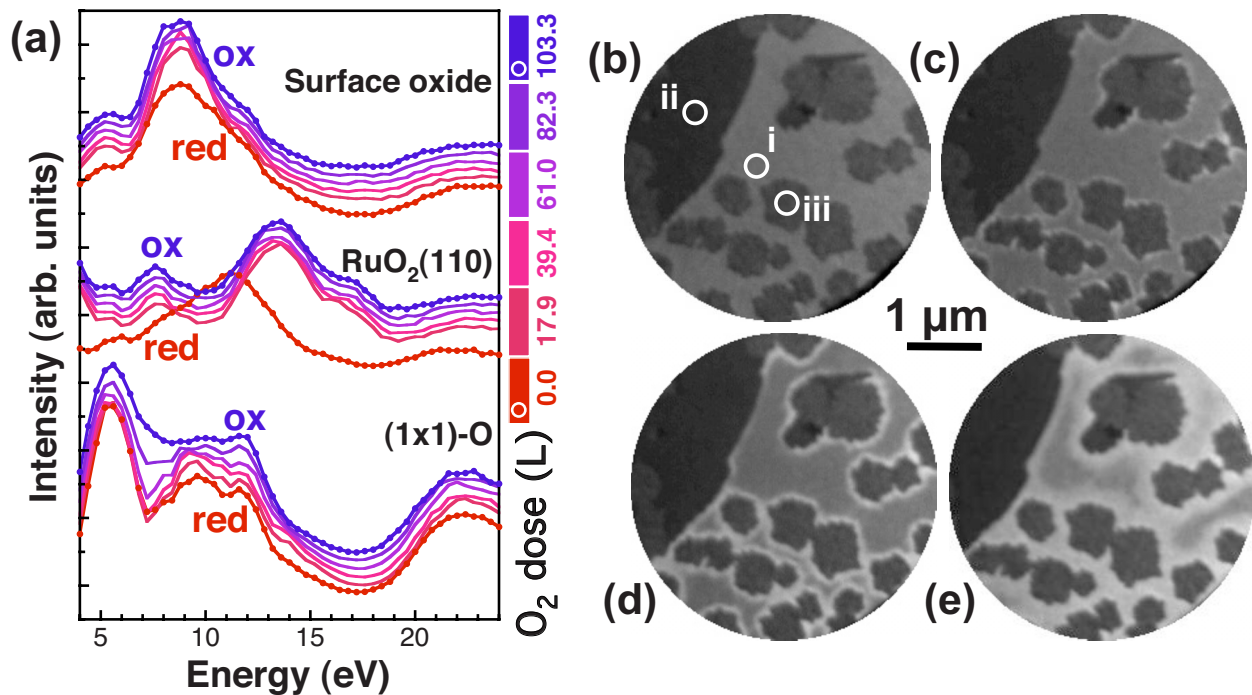 (a)
ox
Surface oxide
red
ox
RuO₂(110)
red
ox
(1x1)-O
red
Intensity (arb. units)
5
10
15
20
Energy (eV)
103.3
82.3
61.0
39.4
17.9
0.0
O₂ dose (L)
(b)
ii
i
iii
(c)
1 µm
(d)
(e)